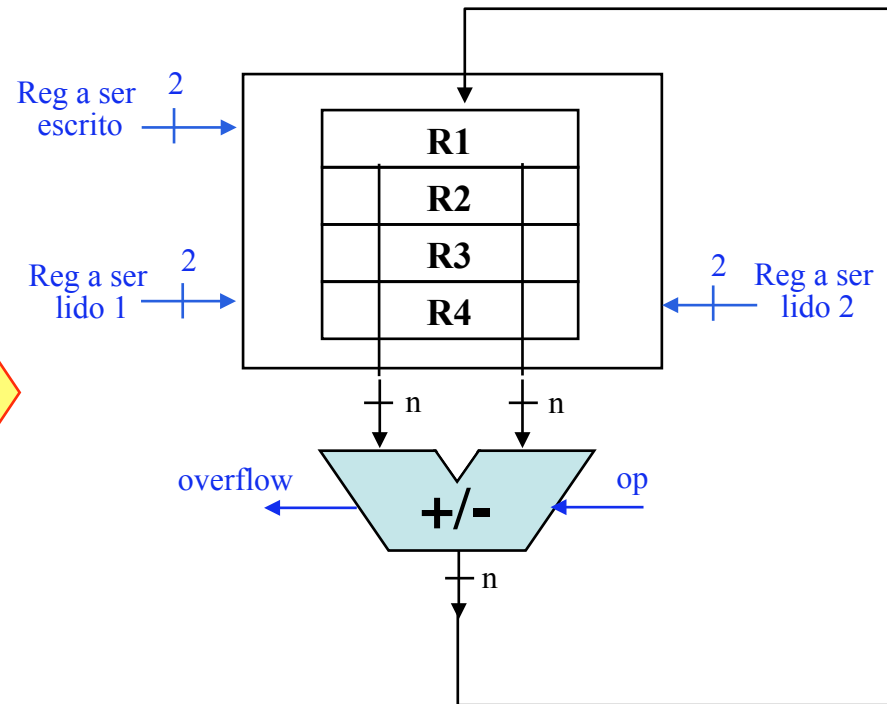 2
Reg a ser
escrito
R1
R2
R3
R4
2
Reg a ser
lido 1
2
Reg a ser
lido 2
n
n
overflow
+/-
op
n